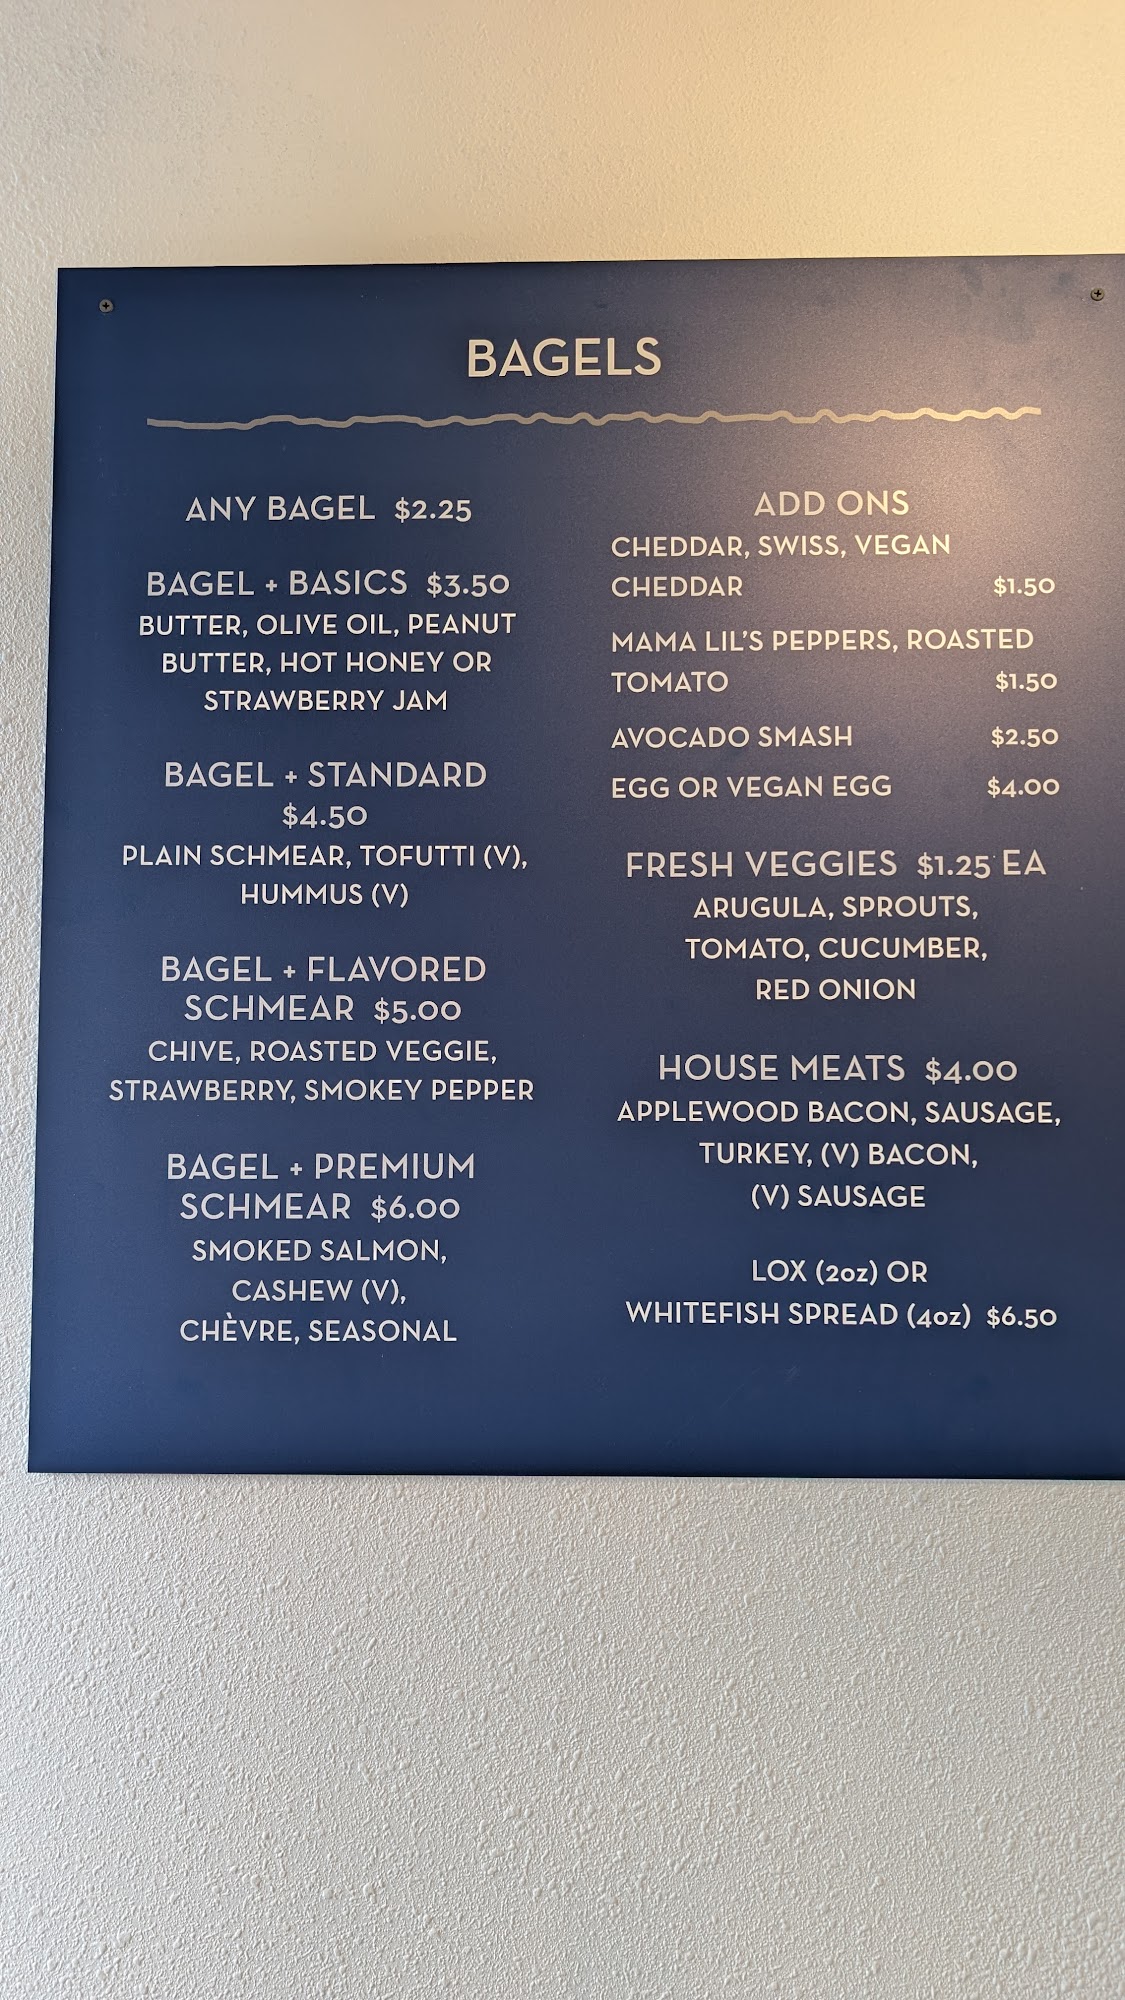 BAGELS
ANY BAGEL $2.25
BAGEL + BASICS $3.50
BUTTER, OLIVE OIL, PEANUT
BUTTER, HOT HONEY OR
STRAWBERRY JAM
BAGEL + STANDARD
$4.50
PLAIN SCHMEAR, TOFUTTI (V),
HUMMUS (V)
BAGEL + FLAVORED
SCHMEAR $5.00
CHIVE, ROASTED VEGGIE,
STRAWBERRY, SMOKEY PEPPER
BAGEL + PREMIUM
SCHMEAR $6.00
SMOKED SALMON,
CASHEW (V),
CHÈVRE, SEASONAL
ADD ONS
CHEDDAR, SWISS, VEGAN
CHEDDAR $1.50
MAMA LIL'S PEPPERS, ROASTED
TOMATO $1.50
AVOCADO SMASH $2.50
EGG OR VEGAN EGG $4.00
FRESH VEGGIES $1.25 EA
ARUGULA, SPROUTS,
TOMATO, CUCUMBER,
RED ONION
HOUSE MEATS $4.00
APPLEWOOD BACON, SAUSAGE,
TURKEY, (V) BACON,
(V) SAUSAGE
LOX (2oz) OR
WHITEFISH SPREAD (4oz) $6.50